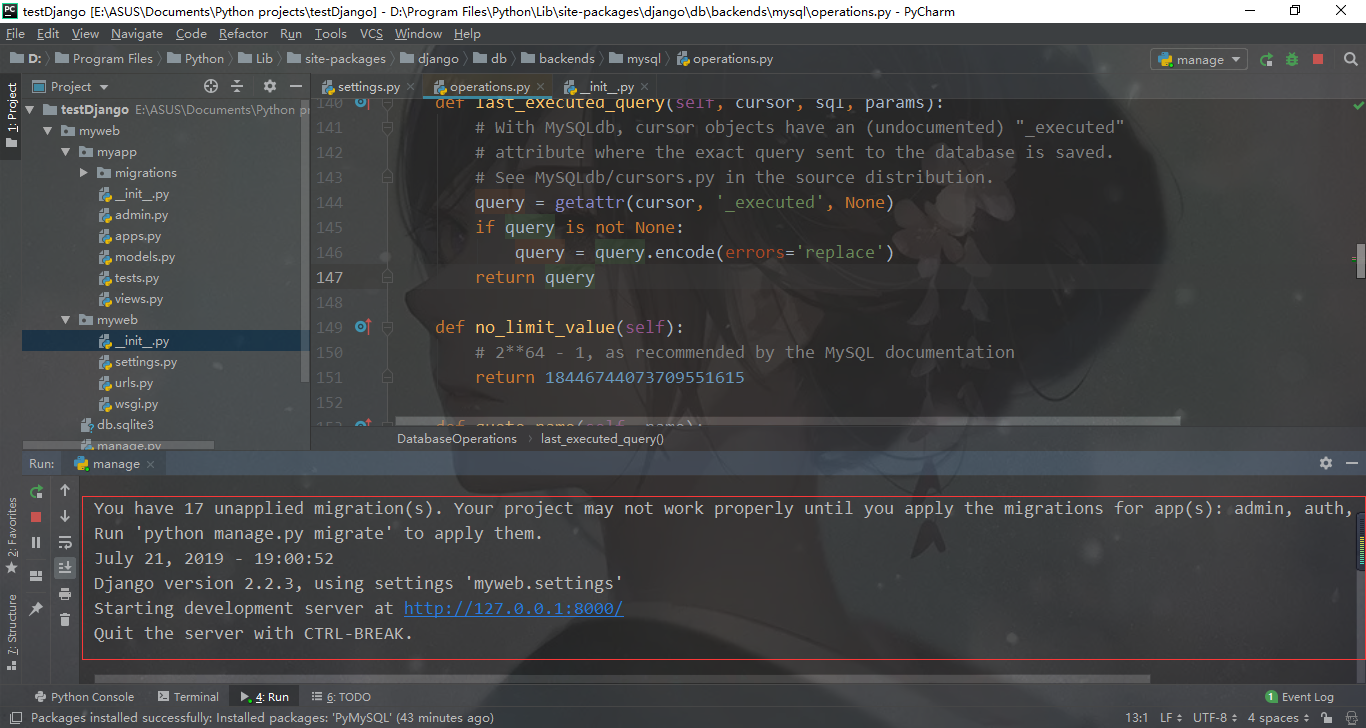 testDjango [E:\ASUS\Documents\Python projects\testDjango] - D:\Program Files\Python\Lib\site-packages\django\db\backends\mysql\operations.py - PyCharm
File Edit View Navigate Code Refactor Run Tools VCS Window Help
D: Program Files Python Lib site-packages django db backends mysql operations.py manage
1: Project
Project
settings.py operations.py __init__.py
testDjango E:\ASUS\Documents\Python p
myweb
myapp
migrations
__init__.py
admin.py
apps.py
models.py
tests.py
views.py
myweb
__init__.py
settings.py
urls.py
wsgi.py
db.sqlite3
manage.py
140 def last_executed_query(self, cursor, sql, params):
141 # With MySQLdb, cursor objects have an (undocumented) "_executed"
142 # attribute where the exact query sent to the database is saved.
143 # See MySQLdb/cursors.py in the source distribution.
144 query = getattr(cursor, '_executed', None)
145 if query is not None:
146 query = query.encode(errors='replace')
147 return query
148
149 def no_limit_value(self):
150 # 2**64 - 1, as recommended by the MySQL documentation
151 return 18446744073709551615
152
153 def quote_name(self, name):
DatabaseOperations last_executed_query()
Run: manage
2: Favorites
7: Structure
You have 17 unapplied migration(s). Your project may not work properly until you apply the migrations for app(s): admin, auth,
Run 'python manage.py migrate' to apply them.
July 21, 2019 - 19:00:52
Django version 2.2.3, using settings 'myweb.settings'
Starting development server at http://127.0.0.1:8000/
Quit the server with CTRL-BREAK.
Python Console Terminal 4: Run 6: TODO 1 Event Log
Packages installed successfully: Installed packages: 'PyMySQL' (43 minutes ago) 13:1 LF UTF-8 4 spaces